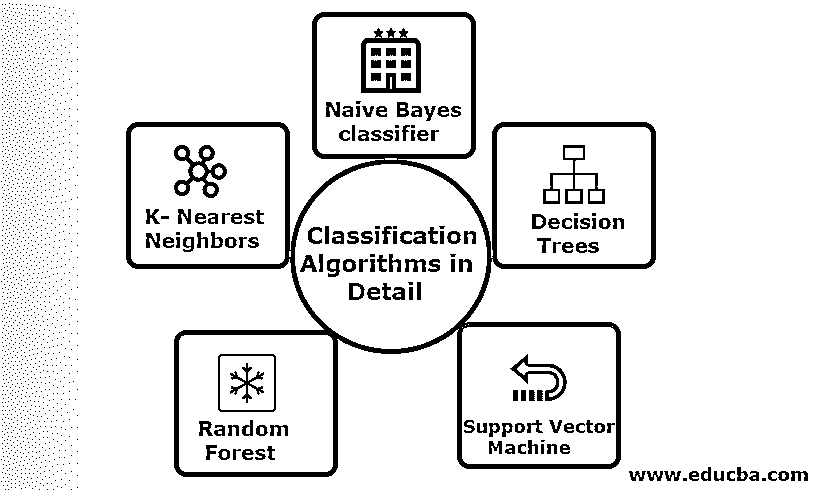 Naive Bayes
classifier
K- Nearest
Neighbors
Decision
Trees
Classification
Algorithms in
Detail
Random
Forest
Support Vector
Machine
www.educba.com